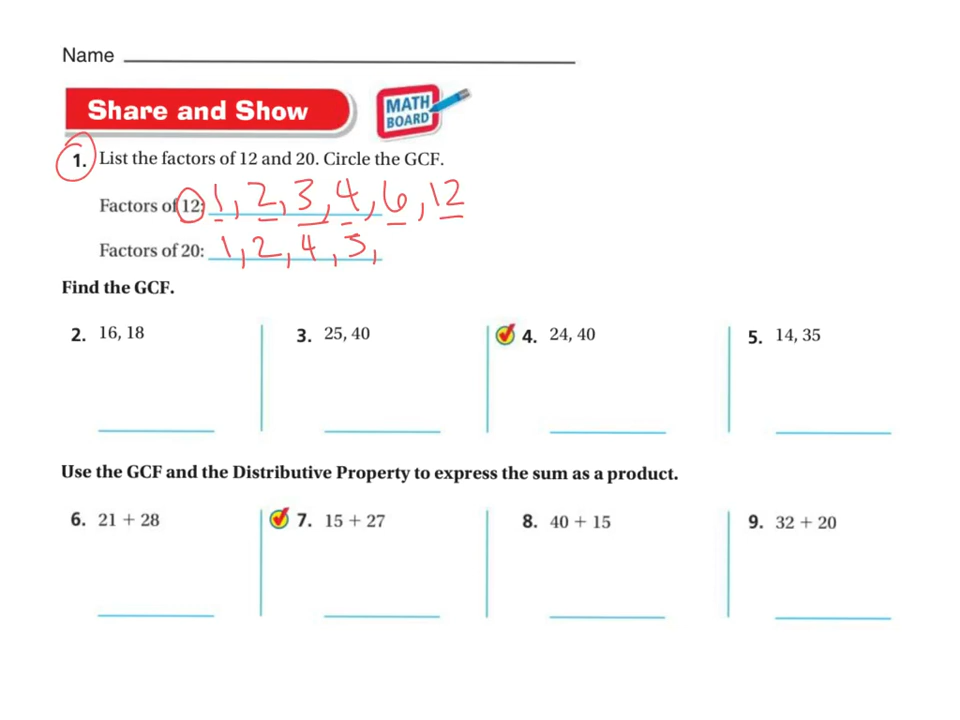 Name
Share and Show
MATH
BOARD
1. List the factors of 12 and 20. Circle the GCF.
Factors of 12: 1, 2, 3, 4, 6, 12
Factors of 20: 1, 2, 4, 5,
Find the GCF.
2. 16, 18
3. 25, 40
4. 24, 40
5. 14, 35
Use the GCF and the Distributive Property to express the sum as a product.
6. 21 + 28
7. 15 + 27
8. 40 + 15
9. 32 + 20